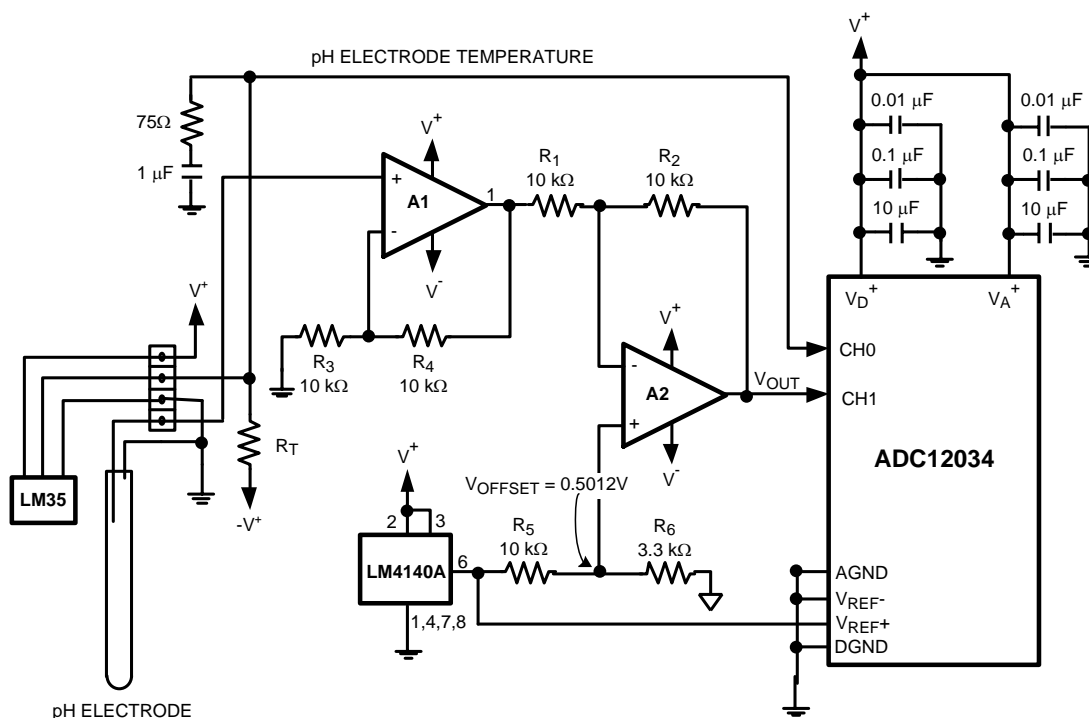 pH ELECTRODE TEMPERATURE
75Ω
1 μF
V+
+
-
A1
1
V-
R1
10 kΩ
R2
10 kΩ
R3
10 kΩ
R4
10 kΩ
V+
LM35
RT
-V+
pH ELECTRODE
V+
-
+
A2
V-
VOUT
VOFFSET = 0.5012V
V+
2
3
LM4140A
6
1,4,7,8
R5
10 kΩ
R6
3.3 kΩ
V+
0.01 μF
0.1 μF
10 μF
0.01 μF
0.1 μF
10 μF
VD+
VA+
CH0
CH1
ADC12034
AGND
VREF-
VREF+
DGND